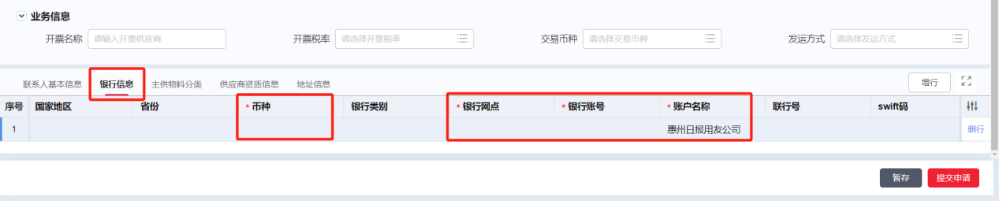 业务信息
开票名称 请输入开票供应商 开票税率 请选择开票税率 交易币种 请选择交易币种 发运方式 请选择发运方式
联系人基本信息 银行信息 主供物料分类 供应商资质信息 地址信息 增行
序号 国家地区 省份 * 币种 银行类别 * 银行网点 * 银行账号 * 账户名称 联行号 swift码
1 惠州日报用友公司 删行
暂存 提交申请